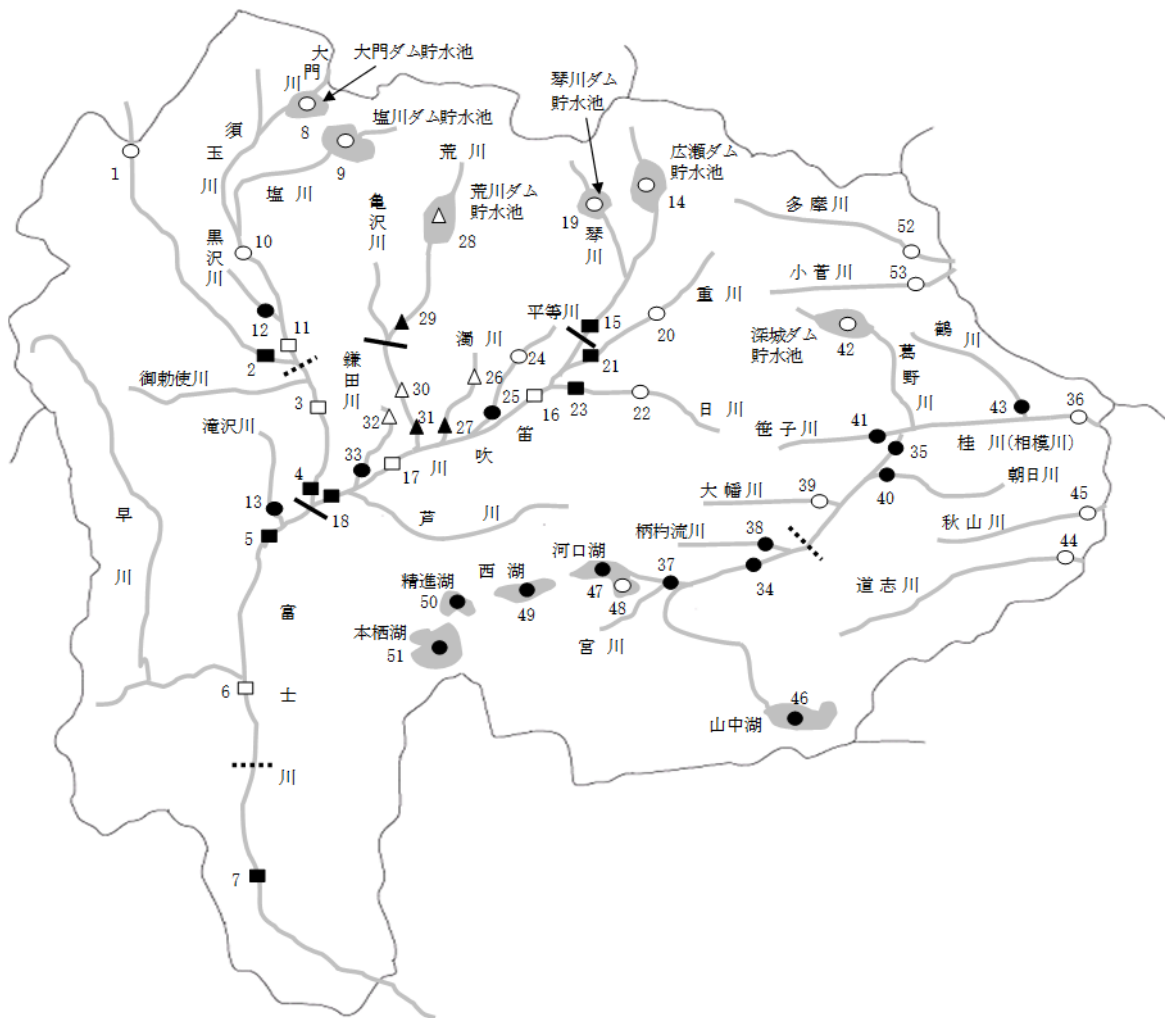 大門川
大門ダム貯水池
8
須玉川
塩川ダム貯水池
9
塩川
1
荒川
荒川ダム
貯水池
28
亀沢川
琴川ダム
貯水池
19
琴川
広瀬ダム
貯水池
14
多摩川
52
小菅川
53
黒沢川
10
12
11
2
御勅使川
3
29
鎌田川
30
32
31
濁川
26
27
24
25
平等川
15
21
重川
20
16
23
22
日川
深城ダム
貯水池
42
葛野川
鶴川
43
36
笹子川
41
35
桂川(相模川)
朝日川
40
滝沢川
4
13
5
18
33
17
笛吹川
芦川
大幡川
39
柄杓流川
38
34
秋山川
45
44
道志川
早川
河口湖
47
48
37
西湖
49
精進湖
50
本栖湖
51
宮川
46
山中湖
富士川
6
7